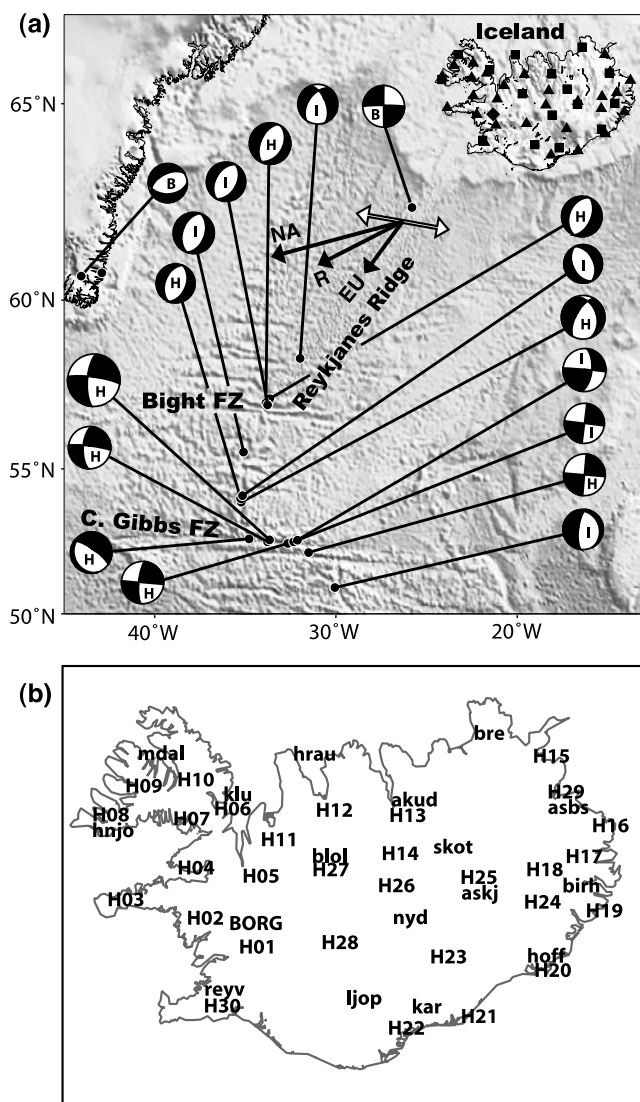 (a)
Iceland
65°N
60°N
55°N
50°N
40°W
30°W
20°W
B
I
H
I
B
I
H
H
I
H
I
I
H
I
H
H
H
H
NA
R
EU
Reykjanes Ridge
Bight FZ
C. Gibbs FZ
(b)
bre
mdal
hrau
H15
H10
H09
klu
akud
H29
H08
H06
H12
H13
asbs
hnjo
H07
H16
H11
skot
blol
H14
H17
H04
H27
H18
H05
H25
birh
H26
askj
H03
H24
H19
H02
BORG
nyd
H01
H28
H23
hoff
H20
reyv
ljop
H30
kar
H21
H22